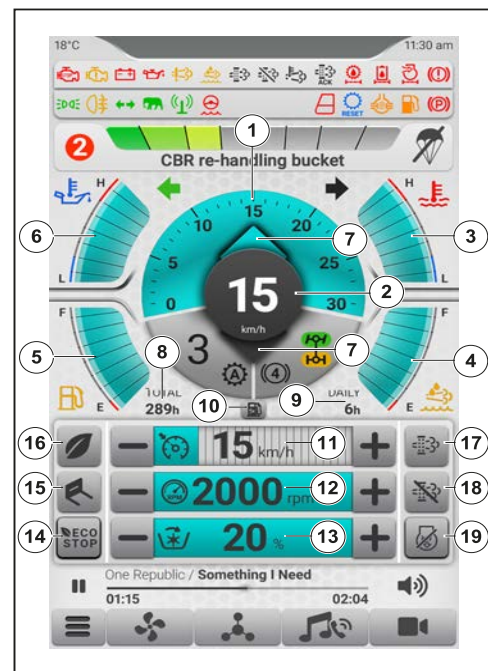 18°C 11:30 am
ACK
RESET
2
1
CBR re-handling bucket
H H
6 3
L L
0 5 10 15 20 25 30
7
15
km/h
2
7
F F
5 4
3 A 4
8 9
TOTAL DAILY
289h 6h
E E
10
16 15 km/h 11 17
15 RPM 2000 rpm 12 18
14 ECO STOP 20 % 13 19
One Republic / Something I Need
01:15 02:04